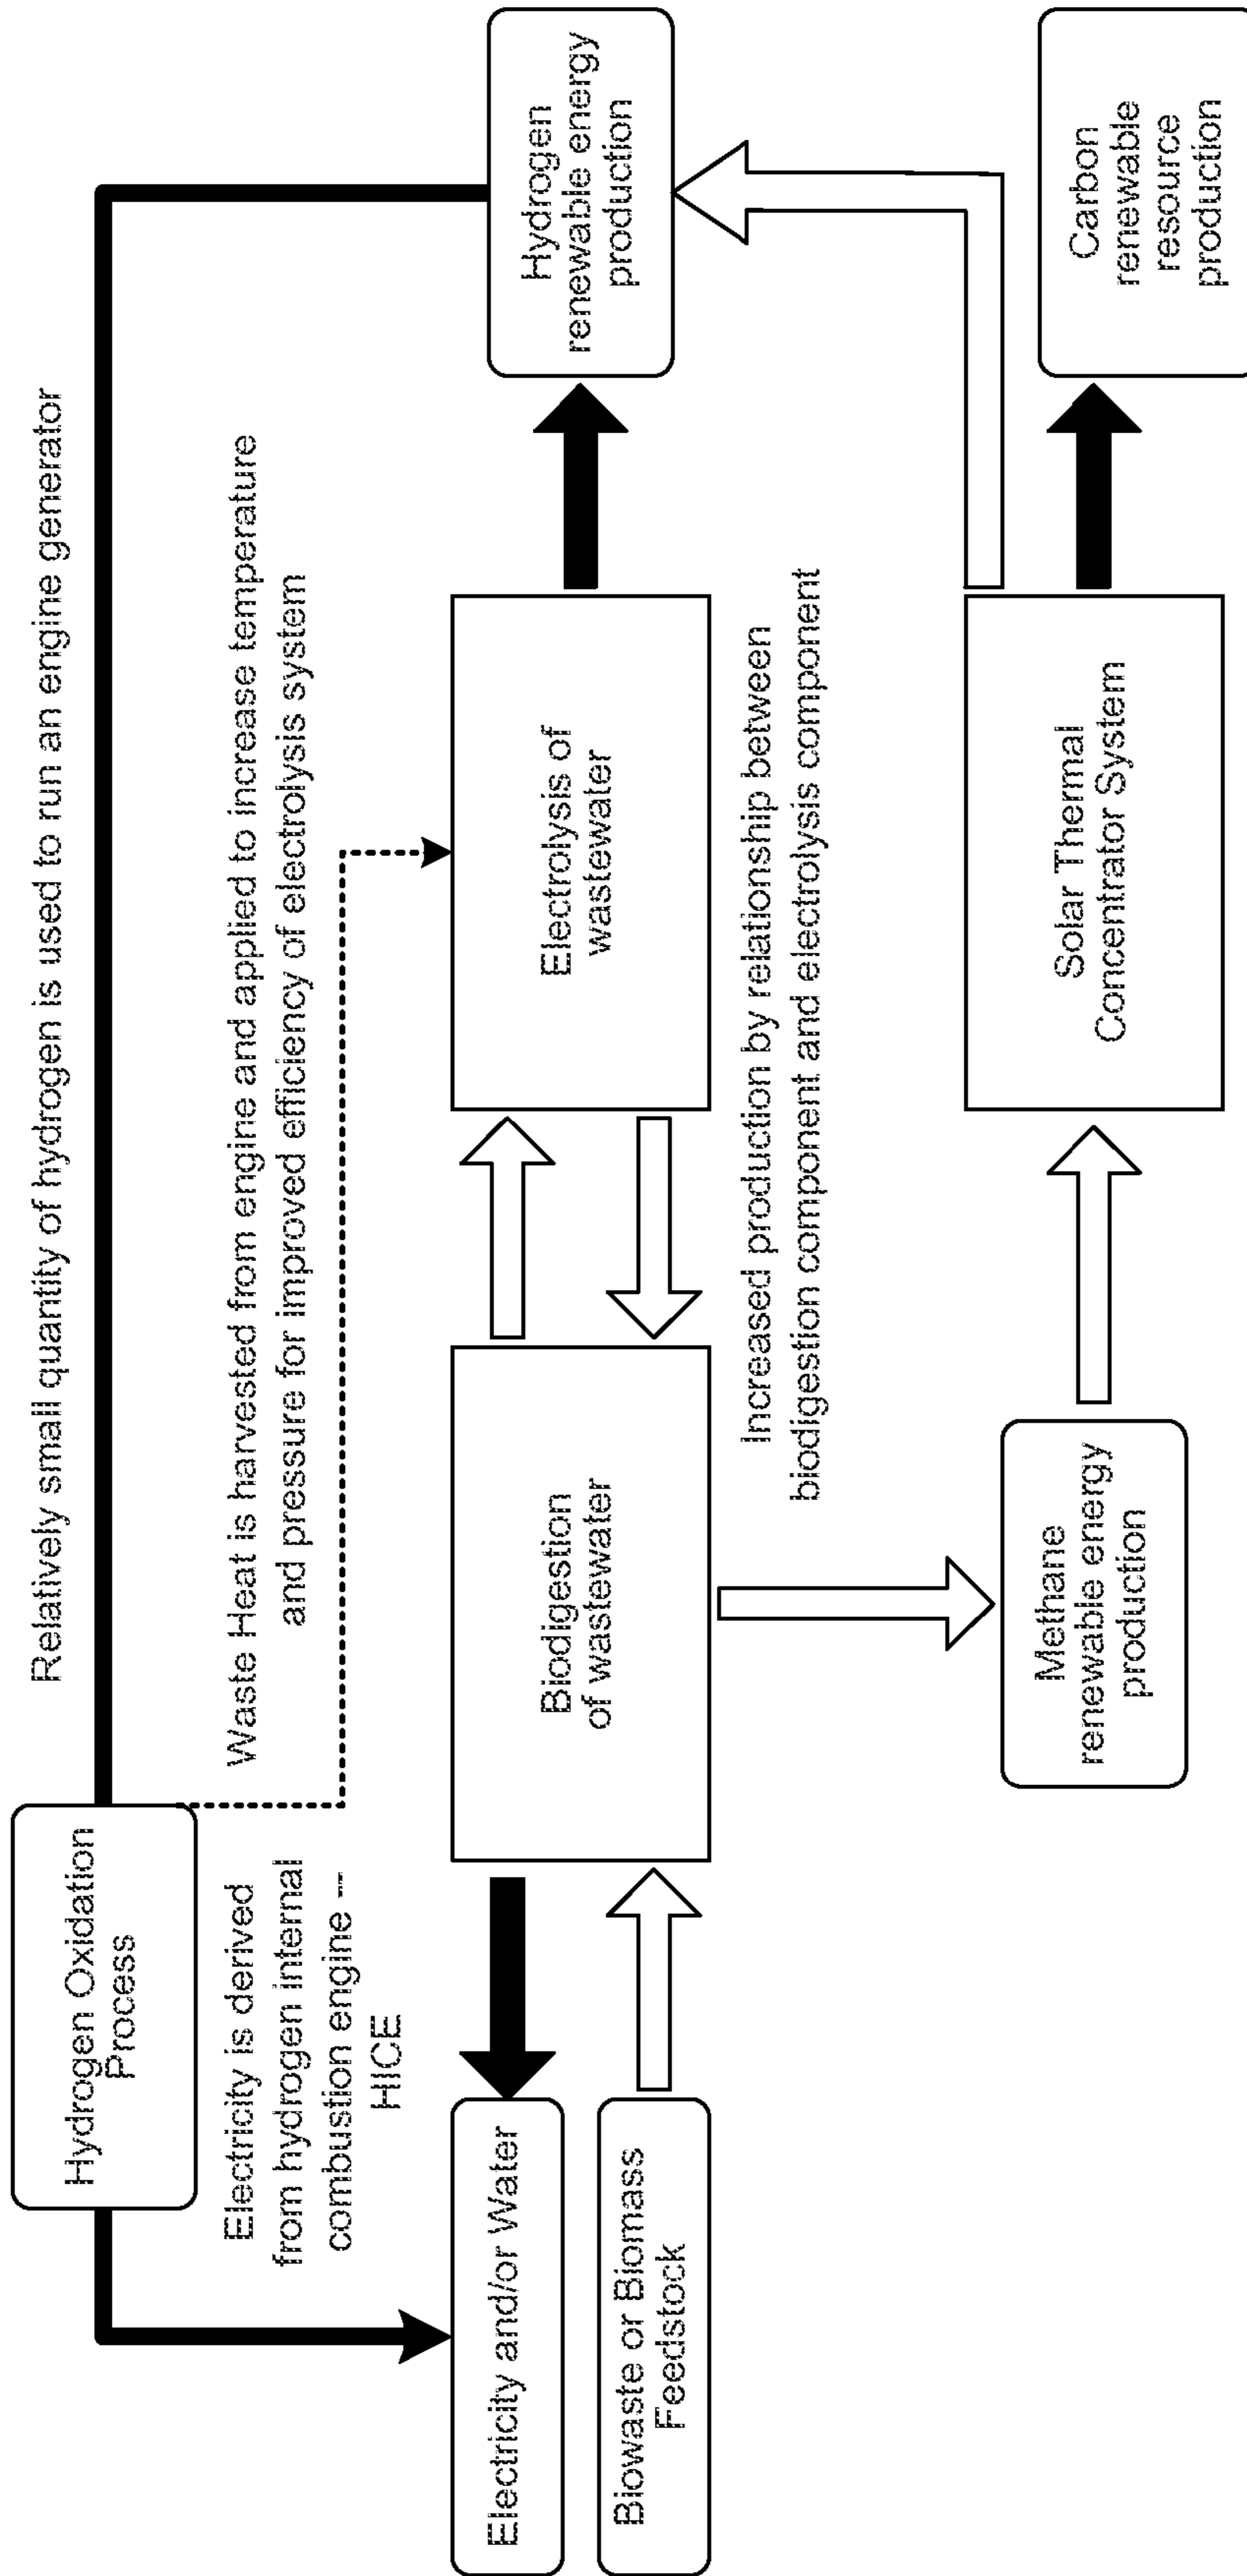 Relatively small quantity of hydrogen is used to run an engine generator
Hydrogen Oxidation
Process
Waste Heat is harvested from engine and applied to increase temperature
and pressure for improved efficiency of electrolysis system
Electricity is derived
from hydrogen internal
combustion engine --
HICE
Electricity and/or Water
Biowaste or Biomass
Feedstock
Biodigestion
of wastewater
Electrolysis of
wastewater
Hydrogen
renewable energy
production
Increased production by relationship between
biodigestion component and electrolysis component
Methane
renewable energy
production
Solar Thermal
Concentrator System
Carbon
renewable
resource
production